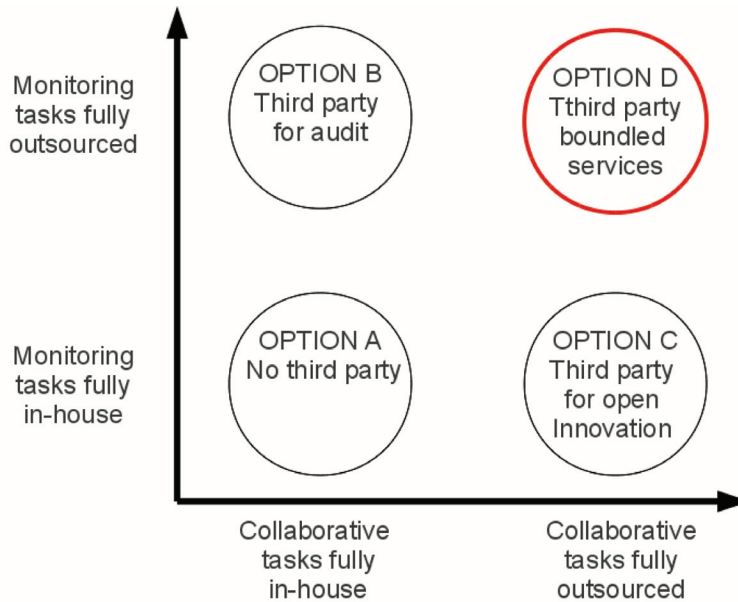 Monitoring
tasks fully
outsourced
OPTION B
Third party
for audit
OPTION D
Tthird party
boundled
services
Monitoring
tasks fully
in-house
OPTION A
No third party
OPTION C
Third party
for open
Innovation
Collaborative
tasks fully
in-house
Collaborative
tasks fully
outsourced